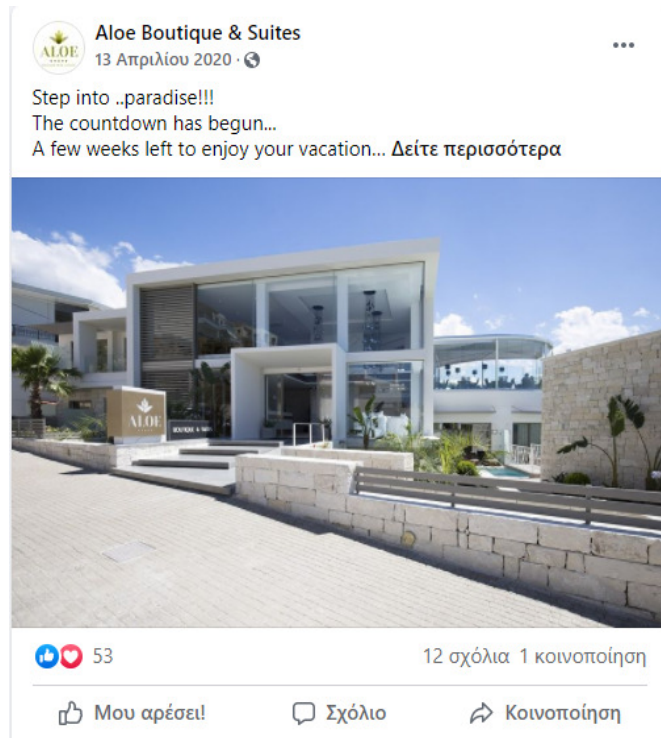 ALOE
Aloe Boutique & Suites
13 Απριλίου 2020 ·
Step into ..paradise!!!
The countdown has begun...
A few weeks left to enjoy your vacation... Δείτε περισσότερα
ALOE
BOUTIQUE & SUITES
53
12 σχόλια 1 κοινοποίηση
Μου αρέσει!
Σχόλιο
Κοινοποίηση